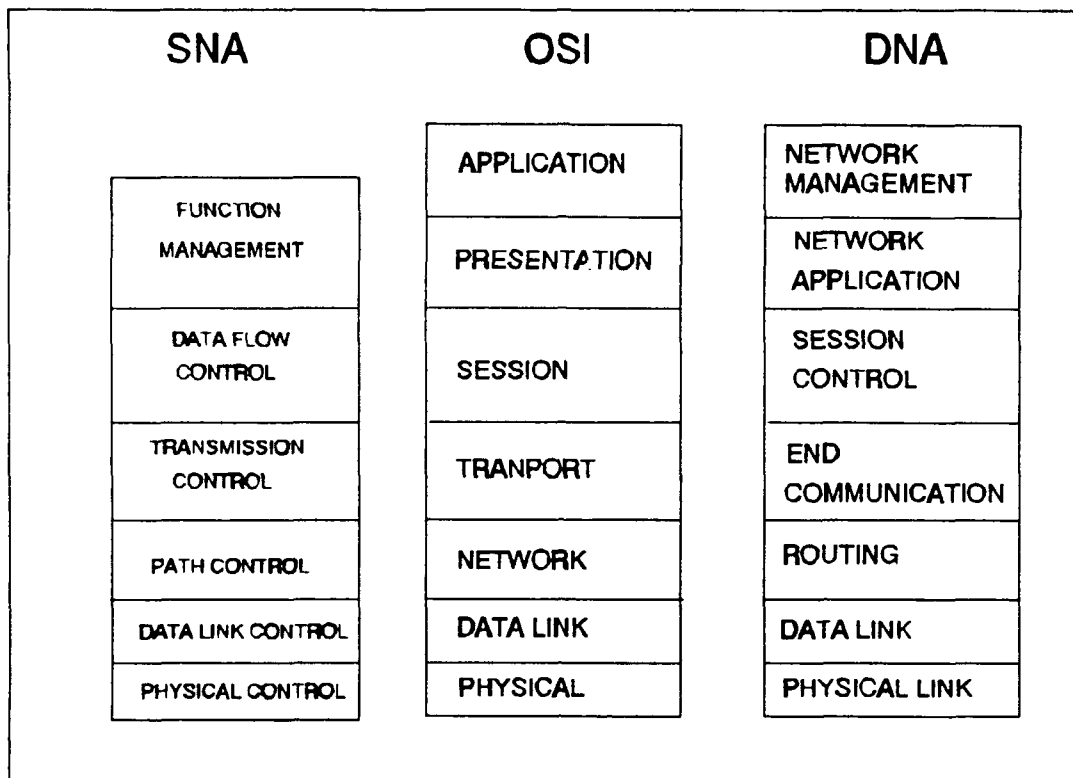 SNA
FUNCTION
MANAGEMENT
DATA FLOW
CONTROL
TRANSMISSION
CONTROL
PATH CONTROL
DATA LINK CONTROL
PHYSICAL CONTROL
OSI
APPLICATION
PRESENTATION
SESSION
TRANPORT
NETWORK
DATA LINK
PHYSICAL
DNA
NETWORK
MANAGEMENT
NETWORK
APPLICATION
SESSION
CONTROL
END
COMMUNICATION
ROUTING
DATA LINK
PHYSICAL LINK